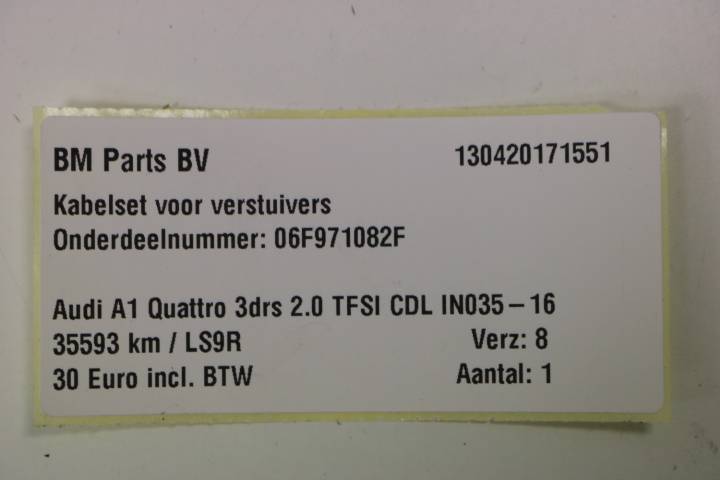 BM Parts BV 130420171551
Kabelset voor verstuivers
Onderdeelnummer: 06F971082F
Audi A1 Quattro 3drs 2.0 TFSI CDL IN035 – 16
35593 km / LS9R Verz: 8
30 Euro incl. BTW Aantal: 1